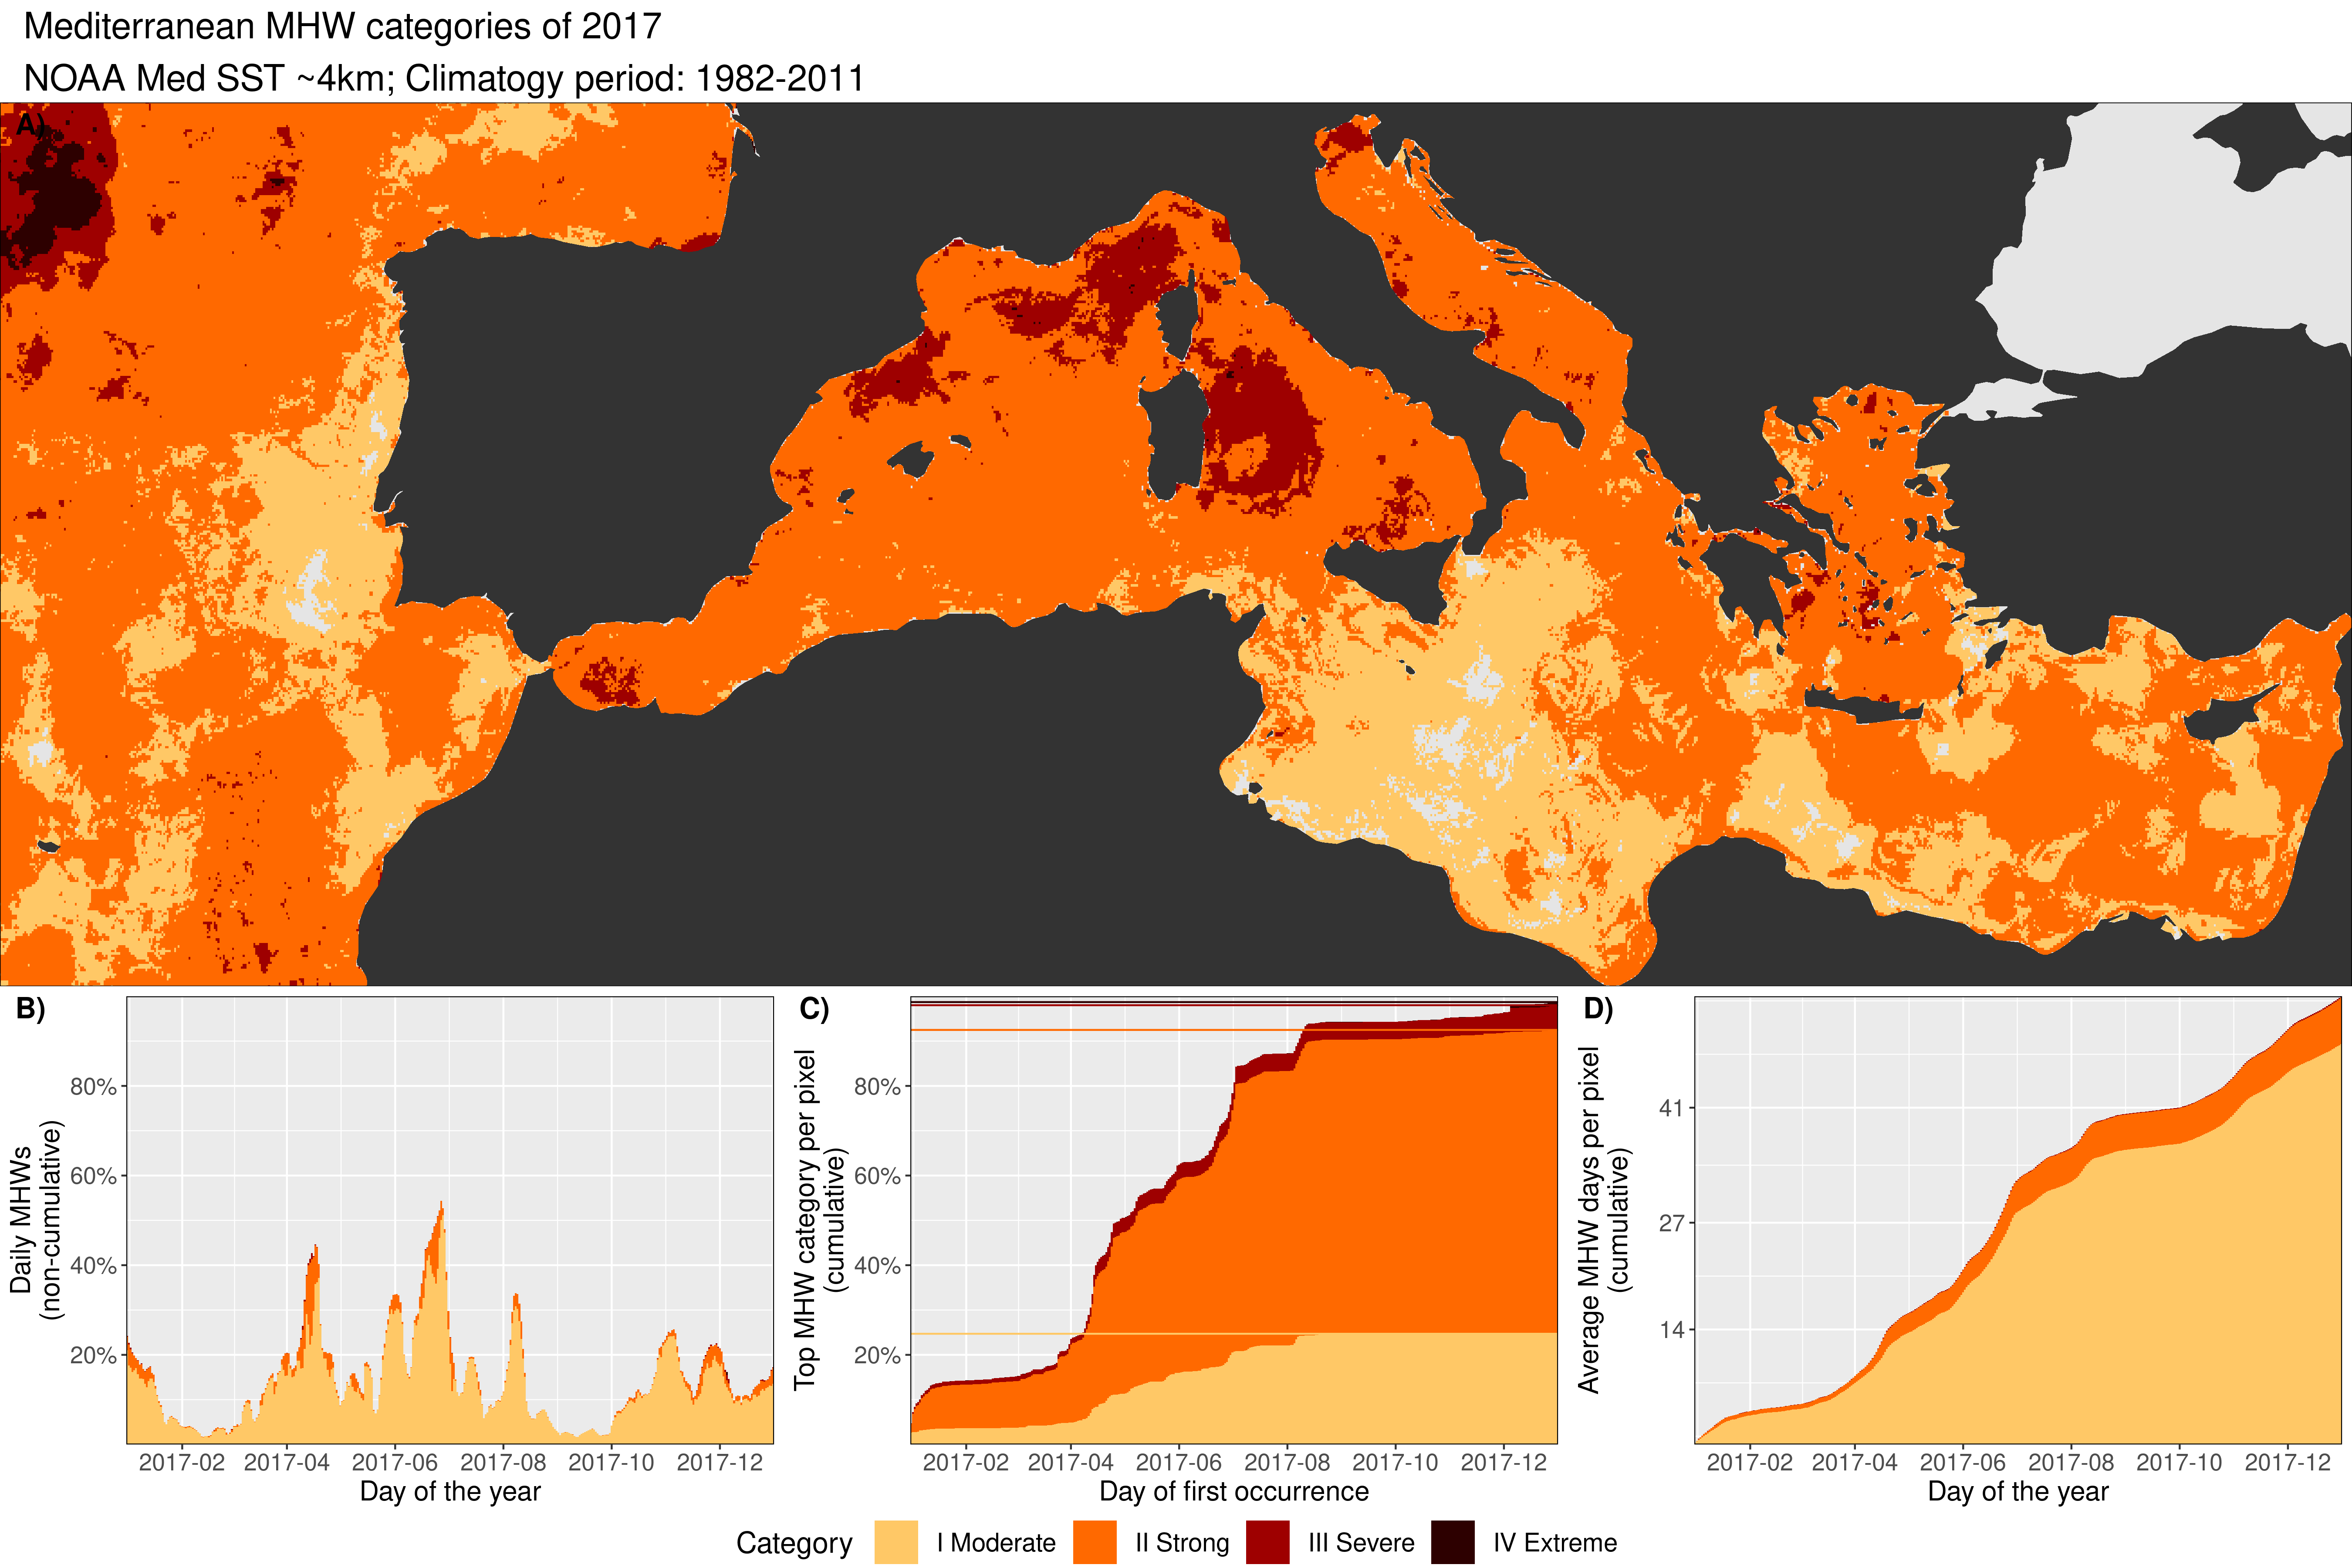 Mediterranean MHW categories of 2017
NOAA Med SST ~4km; Climatogy period: 1982-2011
A)
B)
Daily MHWs
(non-cumulative)
80%
60%
40%
20%
2017-02 2017-04 2017-06 2017-08 2017-10 2017-12
Day of the year
C)
Top MHW category per pixel
(cumulative)
80%
60%
40%
20%
2017-02 2017-04 2017-06 2017-08 2017-10 2017-12
Day of first occurrence
D)
Average MHW days per pixel
(cumulative)
41
27
14
2017-02 2017-04 2017-06 2017-08 2017-10 2017-12
Day of the year
Category I Moderate II Strong III Severe IV Extreme